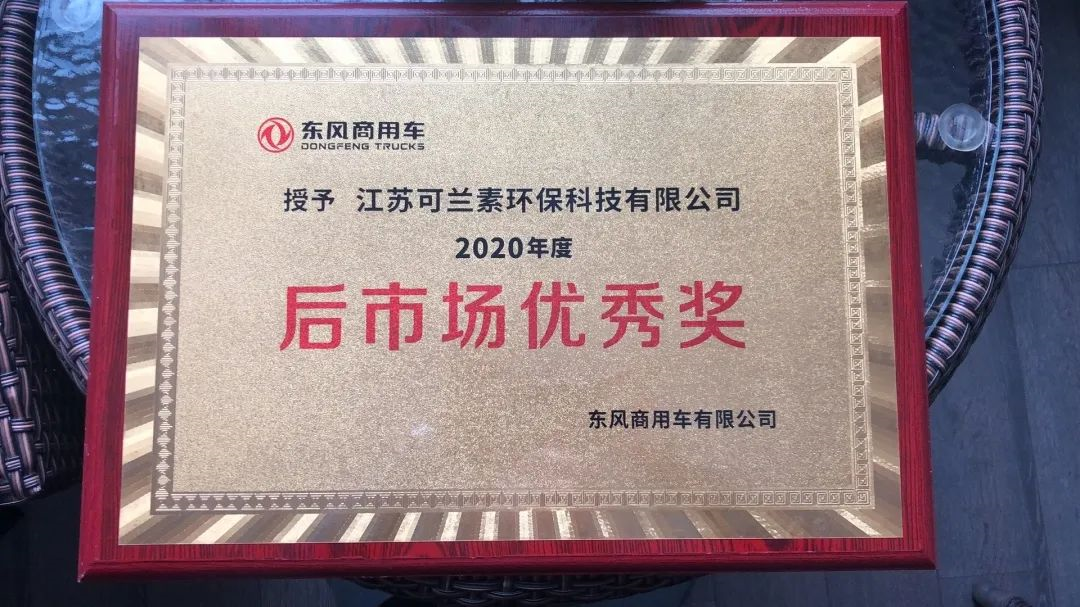 东风商用车
DONGFENG TRUCKS
授予 江苏可兰素环保科技有限公司
2020年度
后市场优秀奖
东风商用车有限公司